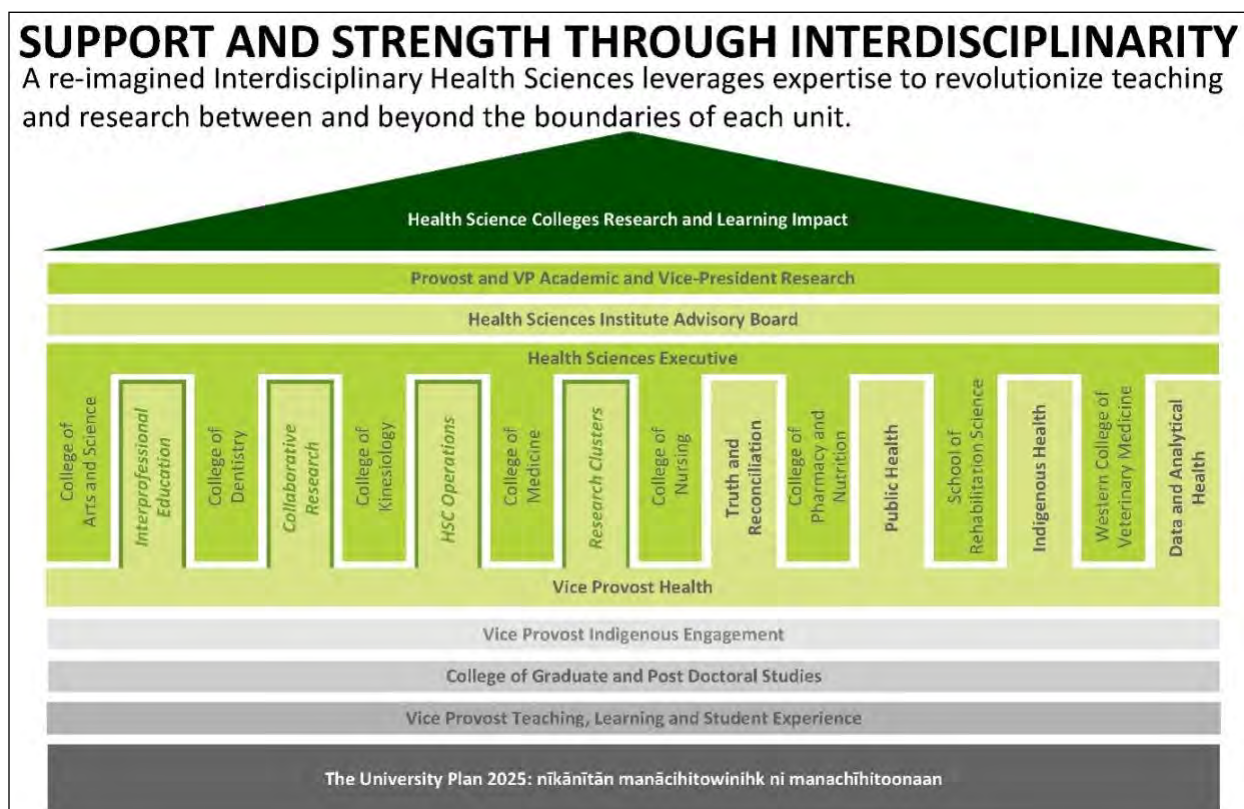 SUPPORT AND STRENGTH THROUGH INTERDISCIPLINARITY
A re-imagined Interdisciplinary Health Sciences leverages expertise to revolutionize teaching
and research between and beyond the boundaries of each unit.
Health Science Colleges Research and Learning Impact
Provost and VP Academic and Vice-President Research
Health Sciences Institute Advisory Board
Health Sciences Executive
College of
Arts and Science
Interprofessional
Education
College of
Dentistry
Collaborative
Research
College of
Kinesiology
HSC Operations
College of
Medicine
Research Clusters
College of
Nursing
Truth and
Reconciliation
College of
Pharmacy and
Nutrition
Public Health
School of
Rehabilitation Science
Indigenous Health
Western College of
Veterinary Medicine
Data and Analytical
Health
Vice Provost Health
Vice Provost Indigenous Engagement
College of Graduate and Post Doctoral Studies
Vice Provost Teaching, Learning and Student Experience
The University Plan 2025: nīkānītān manācihitowinihk ni manachīhitoonaan